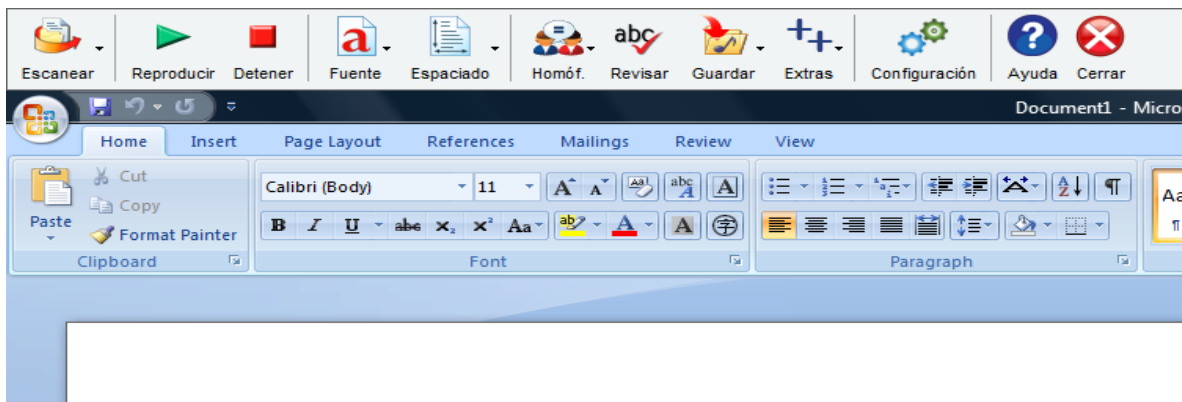 Escanear Reproducir Detener Fuente Espaciado Homóf. Revisar Guardar Extras Configuración Ayuda Cerrar
Document1 - Micro
Home Insert Page Layout References Mailings Review View
Cut
Copy
Paste
Format Painter
Clipboard
Calibri (Body) 11
Font
Paragraph